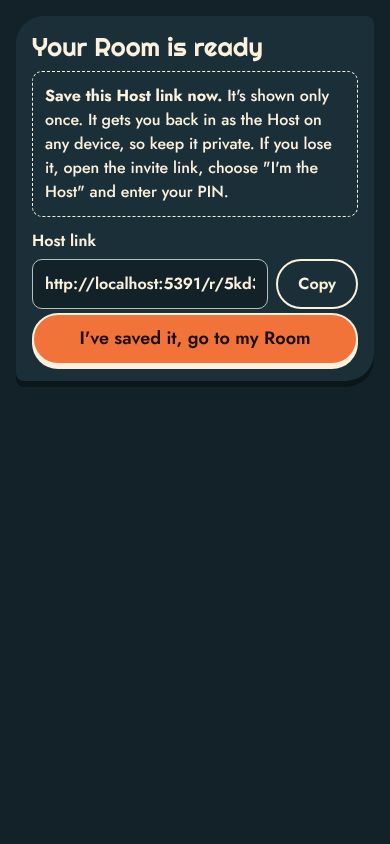 Your Room is ready
Save this Host link now. It's shown only
once. It gets you back in as the Host on
any device, so keep it private. If you lose
it, open the invite link, choose "I'm the
Host" and enter your PIN.
Host link
http://localhost:5391/r/5kd
Copy
I've saved it, go to my Room